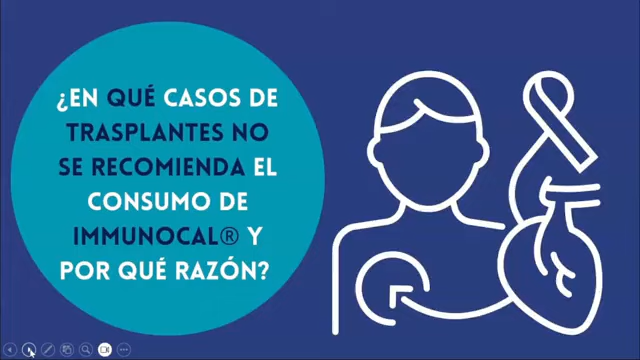 ¿EN QUÉ CASOS DE
TRASPLANTES NO
SE RECOMIENDA EL
CONSUMO DE
IMMUNOCAL® Y
POR QUÉ RAZÓN?